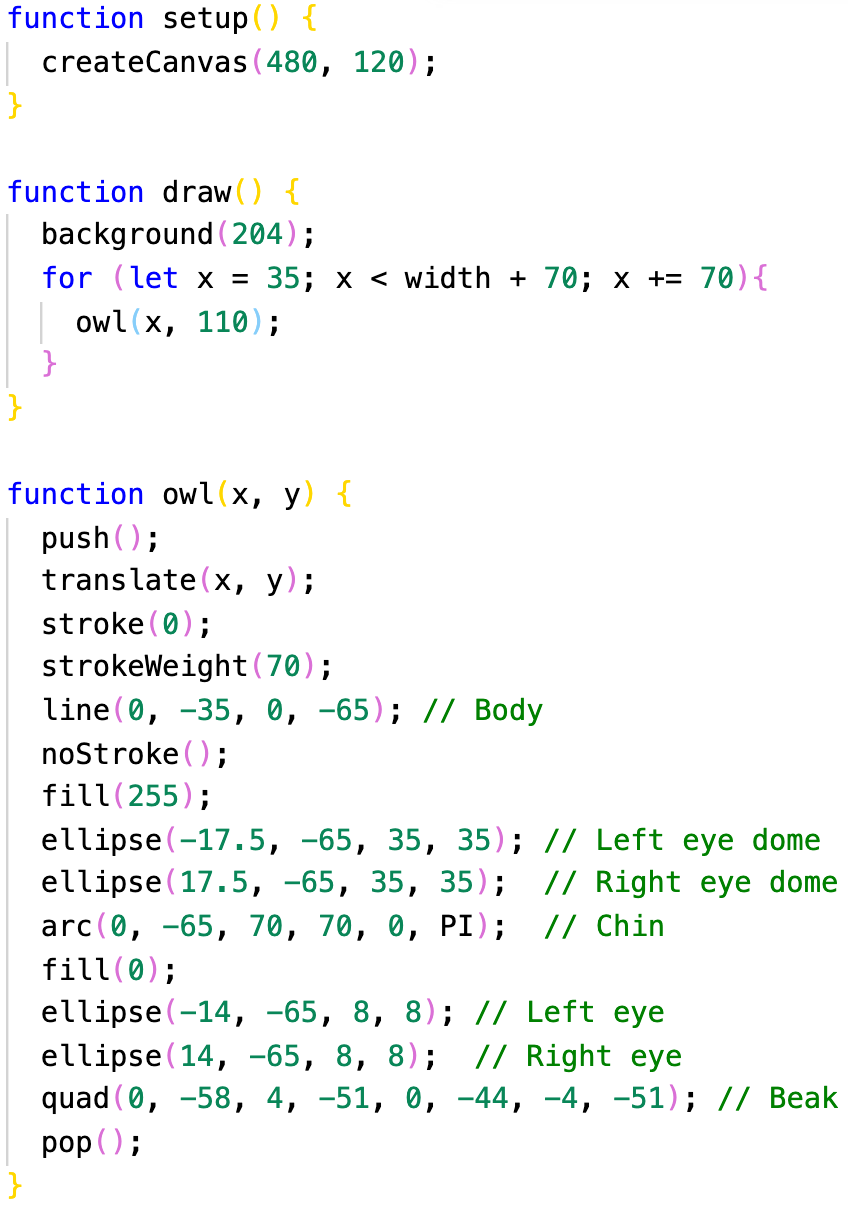 function setup() {
  createCanvas(480, 120);
}

function draw() {
  background(204);
  for (let x = 35; x < width + 70; x += 70){
    owl(x, 110);
  }
}

function owl(x, y) {
  push();
  translate(x, y);
  stroke(0);
  strokeWeight(70);
  line(0, -35, 0, -65); // Body
  noStroke();
  fill(255);
  ellipse(-17.5, -65, 35, 35); // Left eye dome
  ellipse(17.5, -65, 35, 35);  // Right eye dome
  arc(0, -65, 70, 70, 0, PI);  // Chin
  fill(0);
  ellipse(-14, -65, 8, 8); // Left eye
  ellipse(14, -65, 8, 8);  // Right eye
  quad(0, -58, 4, -51, 0, -44, -4, -51); // Beak
  pop();
}